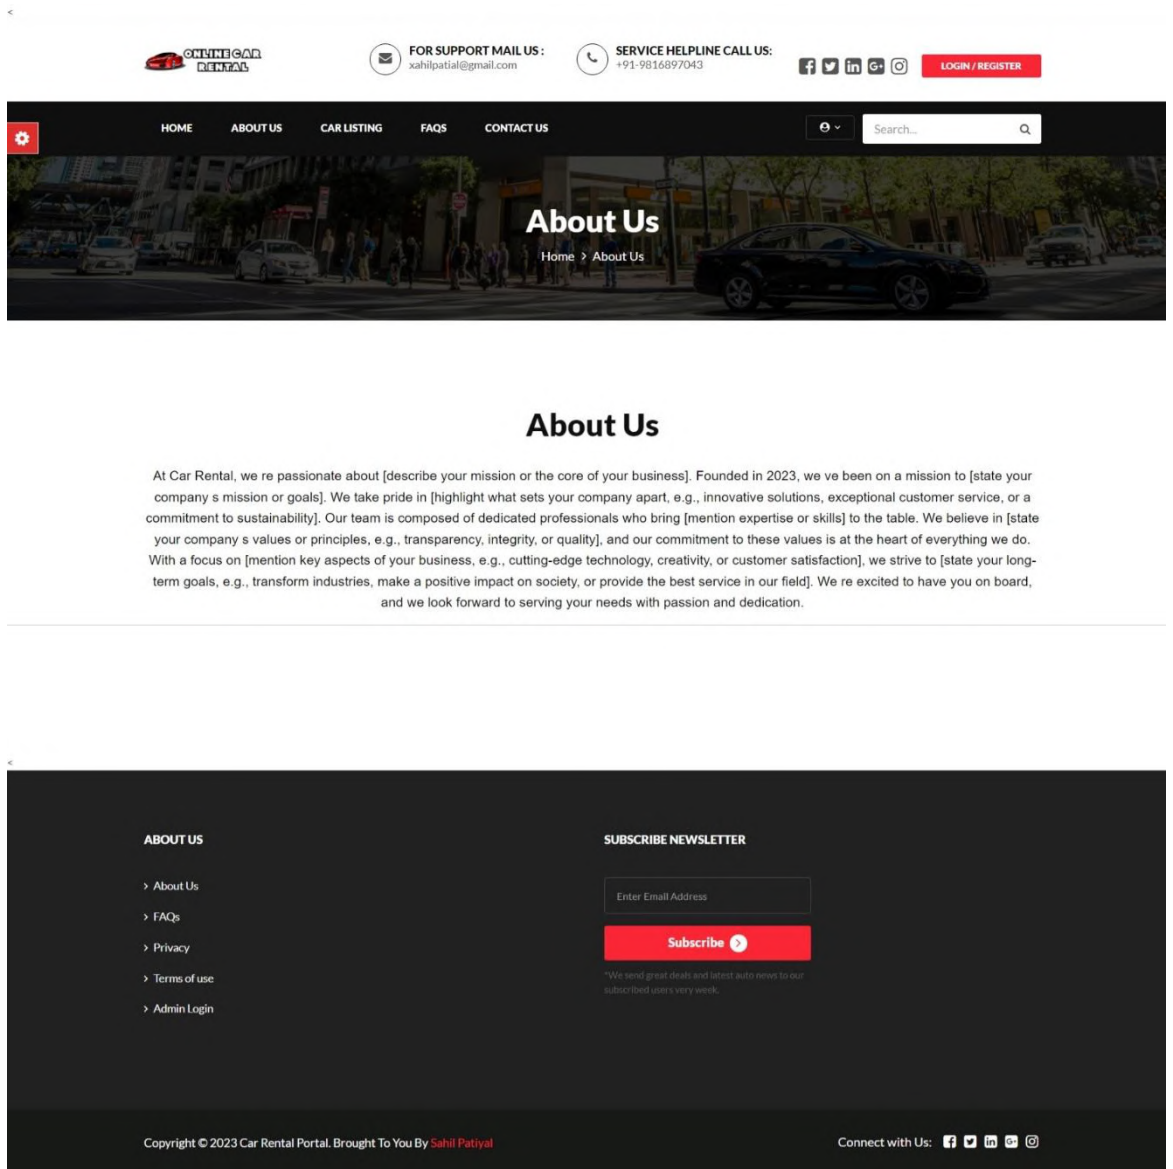 <
ONLINE CAR
RENTAL
FOR SUPPORT MAIL US :
xahilpatial@gmail.com
SERVICE HELPLINE CALL US:
+91-9816897043
LOGIN / REGISTER
HOME ABOUT US CAR LISTING FAQS CONTACT US
Search...
About Us
Home > About Us
About Us
At Car Rental, we re passionate about [describe your mission or the core of your business]. Founded in 2023, we ve been on a mission to [state your
company s mission or goals]. We take pride in [highlight what sets your company apart, e.g., innovative solutions, exceptional customer service, or a
commitment to sustainability]. Our team is composed of dedicated professionals who bring [mention expertise or skills] to the table. We believe in [state
your company s values or principles, e.g., transparency, integrity, or quality], and our commitment to these values is at the heart of everything we do.
With a focus on [mention key aspects of your business, e.g., cutting-edge technology, creativity, or customer satisfaction], we strive to [state your long-
term goals, e.g., transform industries, make a positive impact on society, or provide the best service in our field]. We re excited to have you on board,
and we look forward to serving your needs with passion and dedication.
<
ABOUT US
> About Us
> FAQs
> Privacy
> Terms of use
> Admin Login
SUBSCRIBE NEWSLETTER
Enter Email Address
Subscribe
*We send great deals and latest auto news to our
subscribed users very week.
Copyright © 2023 Car Rental Portal. Brought To You By Sahil Patiyal
Connect with Us: